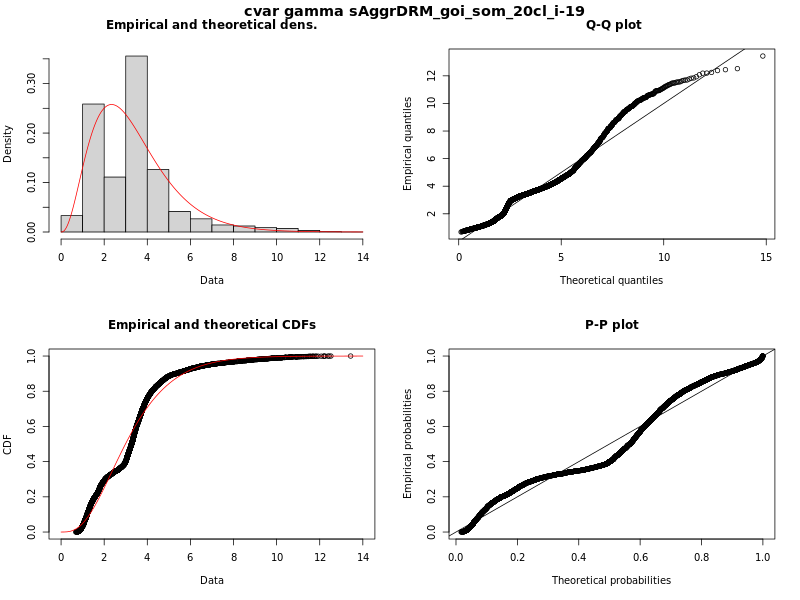 cvar gamma sAggrDRM_goi_som_20cl_i-19
Empirical and theoretical dens.
Density
0.00 0.10 0.20 0.30
0 2 4 6 8 10 12 14
Data
Q-Q plot
Empirical quantiles
2 4 6 8 10 12
0 5 10 15
Theoretical quantiles
Empirical and theoretical CDFs
CDF
0.0 0.2 0.4 0.6 0.8 1.0
0 2 4 6 8 10 12 14
Data
P-P plot
Empirical probabilities
0.0 0.2 0.4 0.6 0.8 1.0
0.0 0.2 0.4 0.6 0.8 1.0
Theoretical probabilities